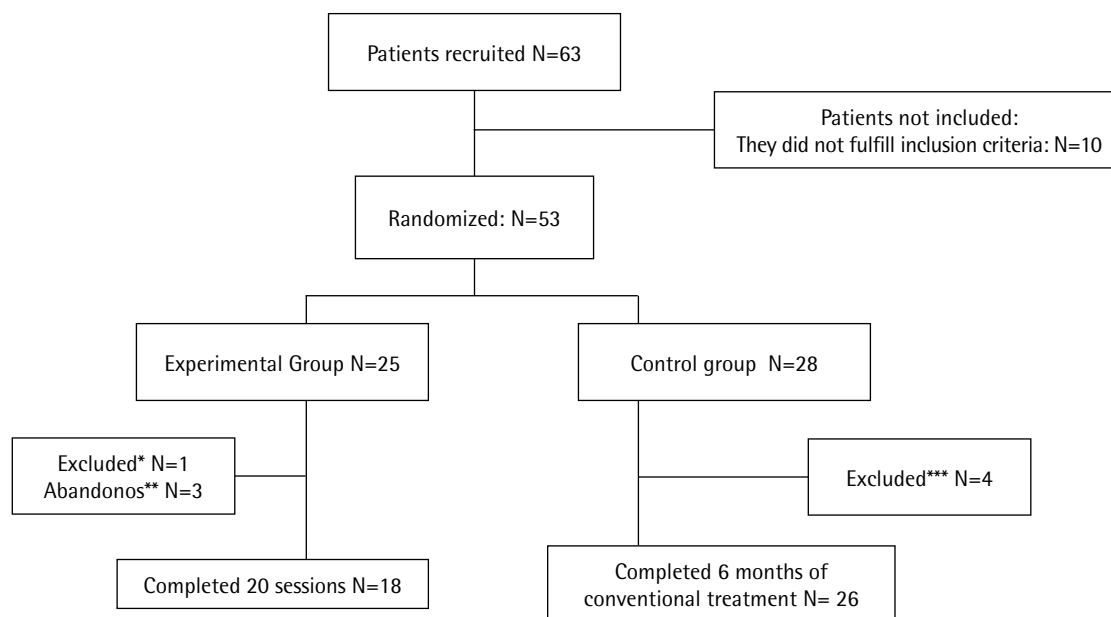 Patients recruited N=63
Patients not included:
They did not fulfill inclusion criteria: N=10
Randomized: N=53
Experimental Group N=25
Control group N=28
Excluded* N=1
Abandonos** N=3
Excluded*** N=4
Completed 20 sessions N=18
Completed 6 months of
conventional treatment N= 26